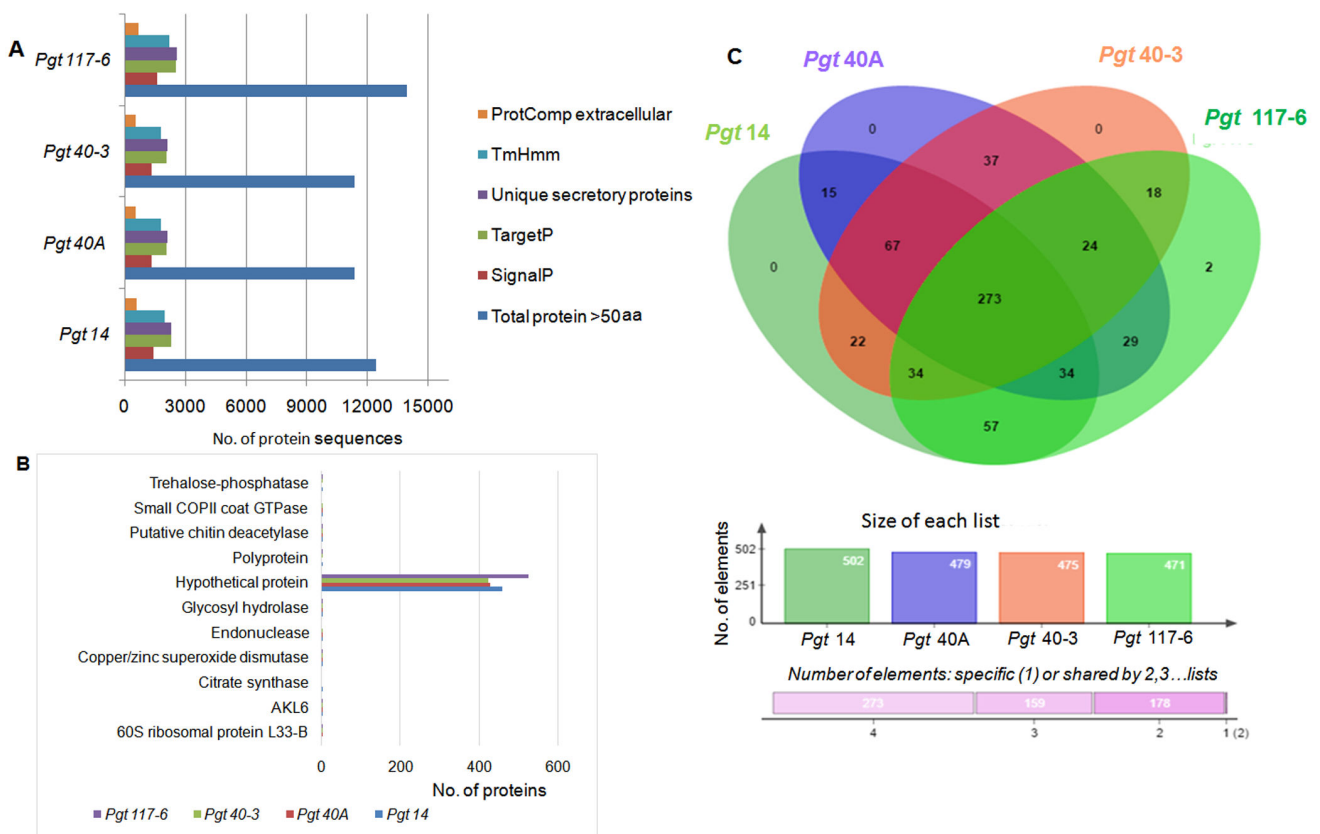 A
Pgt 117-6
Pgt 40-3
Pgt 40A
Pgt 14
0 3000 6000 9000 12000 15000
No. of protein sequences
ProtComp extracellular
TmHmm
Unique secretory proteins
TargetP
SignalP
Total protein >50aa
B
Trehalose-phosphatase
Small COPII coat GTPase
Putative chitin deacetylase
Polyprotein
Hypothetical protein
Glycosyl hydrolase
Endonuclease
Copper/zinc superoxide dismutase
Citrate synthase
AKL6
60S ribosomal protein L33-B
0 200 400 600
No. of proteins
Pgt 117-6 Pgt 40-3 Pgt 40A Pgt 14
C
Pgt 40A
Pgt 40-3
Pgt 14
Pgt 117-6
0 0
37
15 18
67 24
0 2
273
22 29
34 34
57
Size of each list
No. of elements
502
251
0
502 479 475 471
Pgt 14 Pgt 40A Pgt 40-3 Pgt 117-6
Number of elements: specific (1) or shared by 2,3...lists
273 159 178
4 3 2 1 (2)